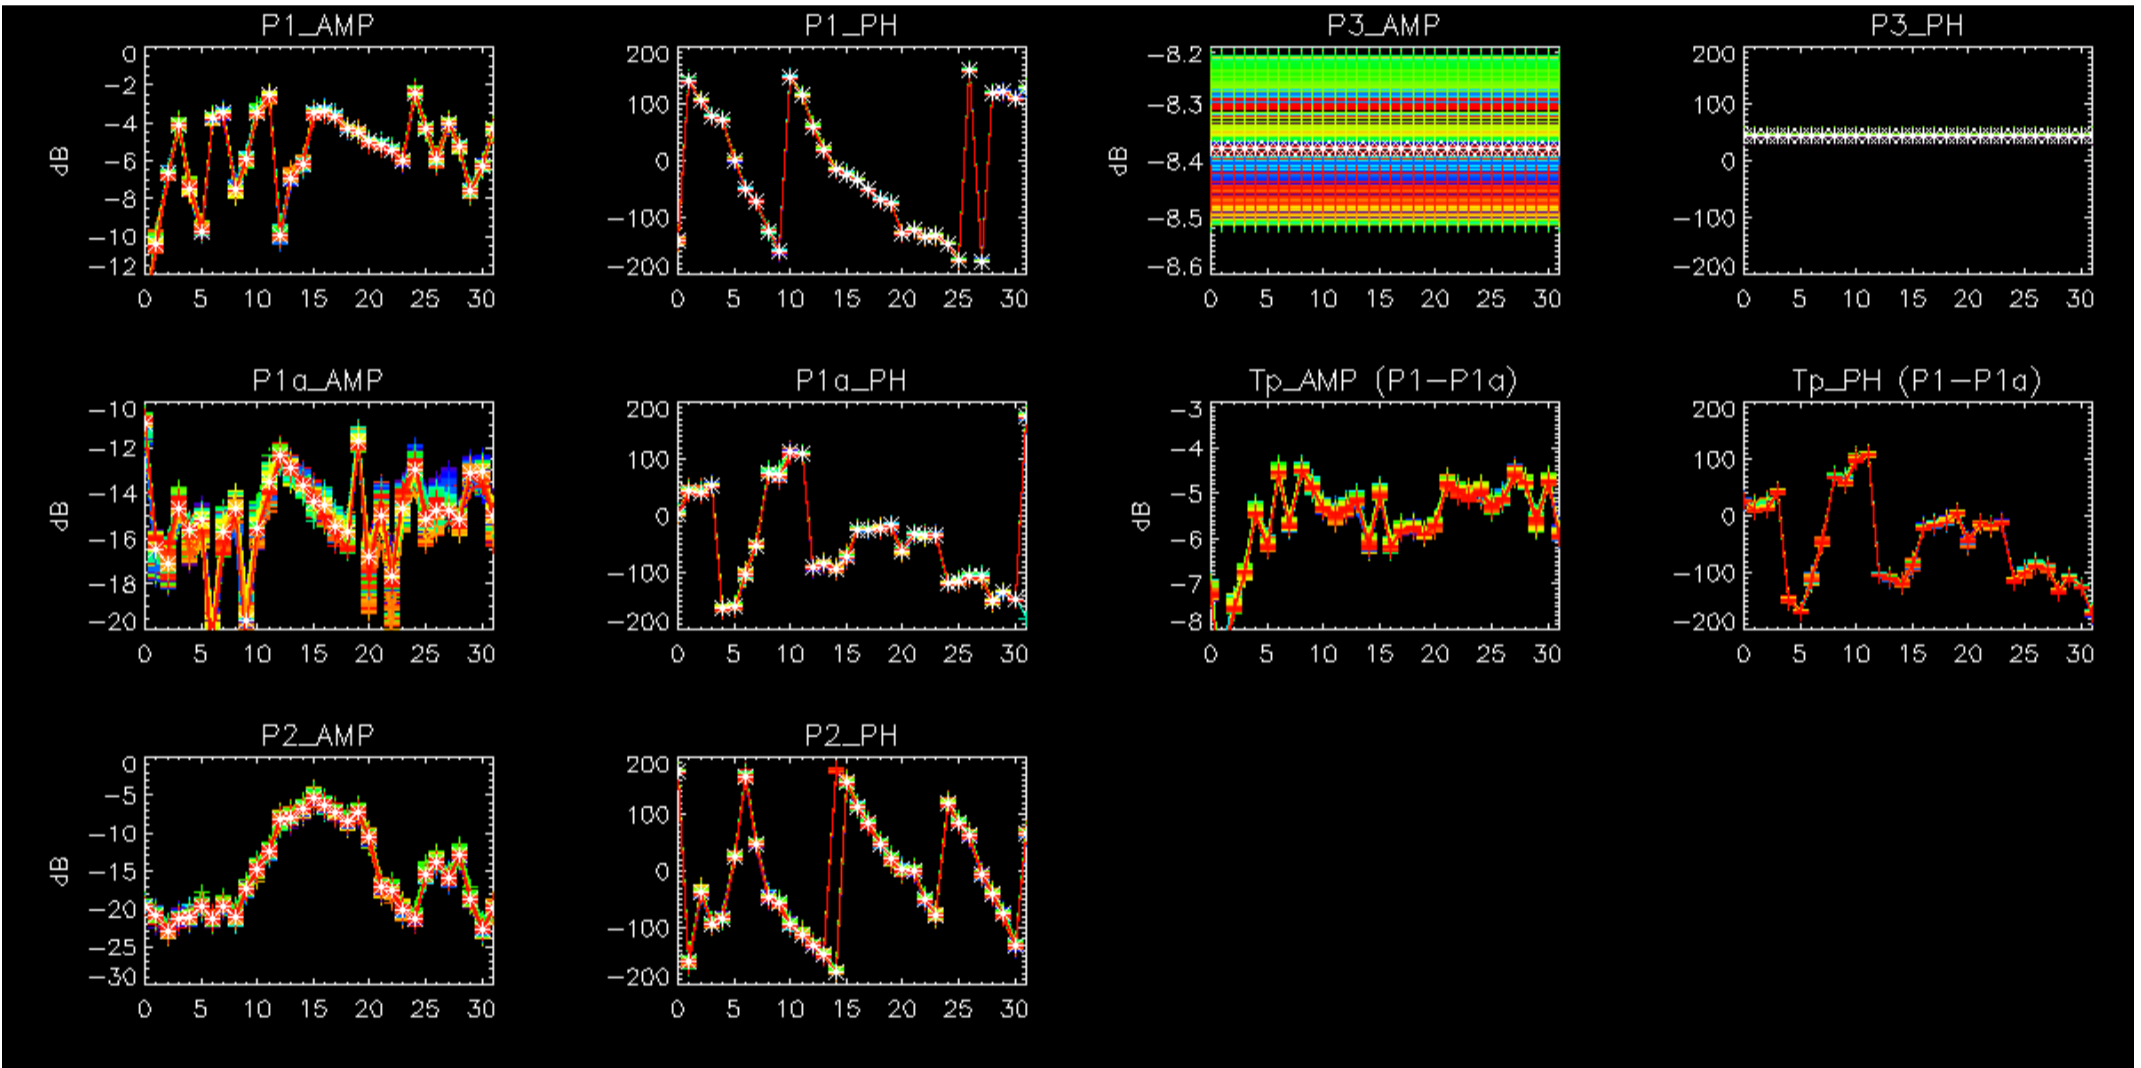 P1_AMP
0
−2
−4
−6
−8
−10
−12
dB
0 5 10 15 20 25 30
P1_PH
200
100
0
−100
−200
0 5 10 15 20 25 30
P3_AMP
−8.2
−8.3
−8.4
−8.5
−8.6
dB
0 5 10 15 20 25 30
P3_PH
200
100
0
−100
−200
0 5 10 15 20 25 30
P1a_AMP
−10
−12
−14
−16
−18
−20
dB
0 5 10 15 20 25 30
P1a_PH
200
100
0
−100
−200
0 5 10 15 20 25 30
Tp_AMP (P1−P1a)
−3
−4
−5
−6
−7
−8
dB
0 5 10 15 20 25 30
Tp_PH (P1−P1a)
200
100
0
−100
−200
0 5 10 15 20 25 30
P2_AMP
0
−5
−10
−15
−20
−25
−30
dB
0 5 10 15 20 25 30
P2_PH
200
100
0
−100
−200
0 5 10 15 20 25 30